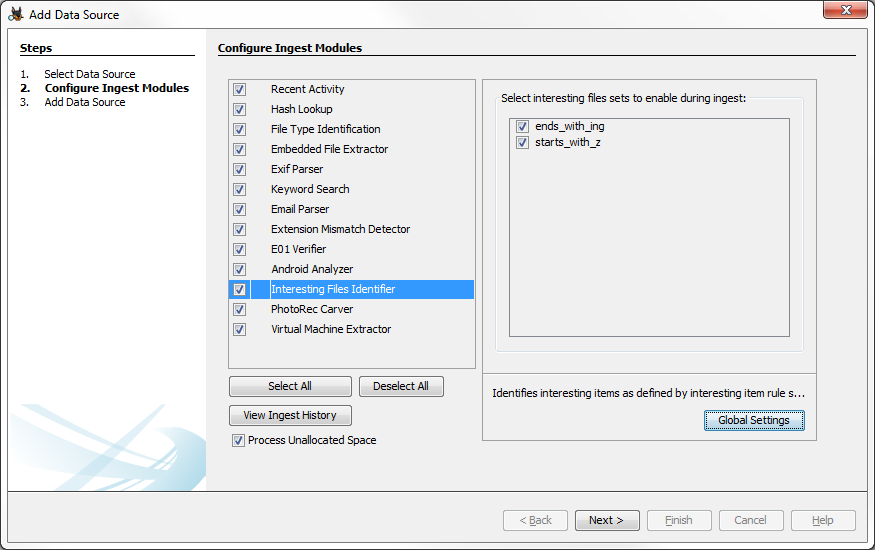 Add Data Source
Steps
1. Select Data Source
2. Configure Ingest Modules
3. Add Data Source
Configure Ingest Modules
Recent Activity
Hash Lookup
File Type Identification
Embedded File Extractor
Exif Parser
Keyword Search
Email Parser
Extension Mismatch Detector
E01 Verifier
Android Analyzer
Interesting Files Identifier
PhotoRec Carver
Virtual Machine Extractor
Select All
Deselect All
View Ingest History
Process Unallocated Space
Select interesting files sets to enable during ingest:
ends_with_ing
starts_with_z
Identifies interesting items as defined by interesting item rule s...
Global Settings
< Back
Next >
Finish
Cancel
Help